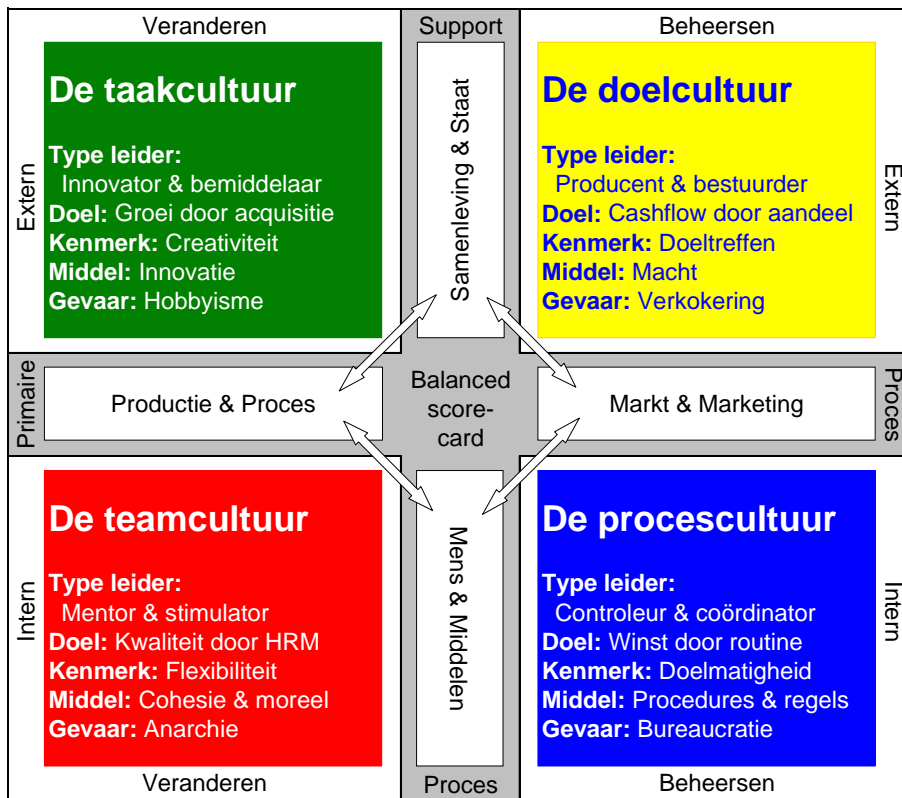 Veranderen
Support
Beheersen
Extern
De taakcultuur
Type leider:
Innovator & bemiddelaar
Doel: Groei door acquisitie
Kenmerk: Creativiteit
Middel: Innovatie
Gevaar: Hobbyisme
Samenleving & Staat
De doelcultuur
Type leider:
Producent & bestuurder
Doel: Cashflow door aandeel
Kenmerk: Doeltreffen
Middel: Macht
Gevaar: Verkokering
Extern
Primaire
Productie & Proces
Balanced
score-
card
Markt & Marketing
Proces
Intern
De teamcultuur
Type leider:
Mentor & stimulator
Doel: Kwaliteit door HRM
Kenmerk: Flexibiliteit
Middel: Cohesie & moreel
Gevaar: Anarchie
Mens & Middelen
De procescultuur
Type leider:
Controleur & coördinator
Doel: Winst door routine
Kenmerk: Doelmatigheid
Middel: Procedures & regels
Gevaar: Bureaucratie
Intern
Veranderen
Proces
Beheersen